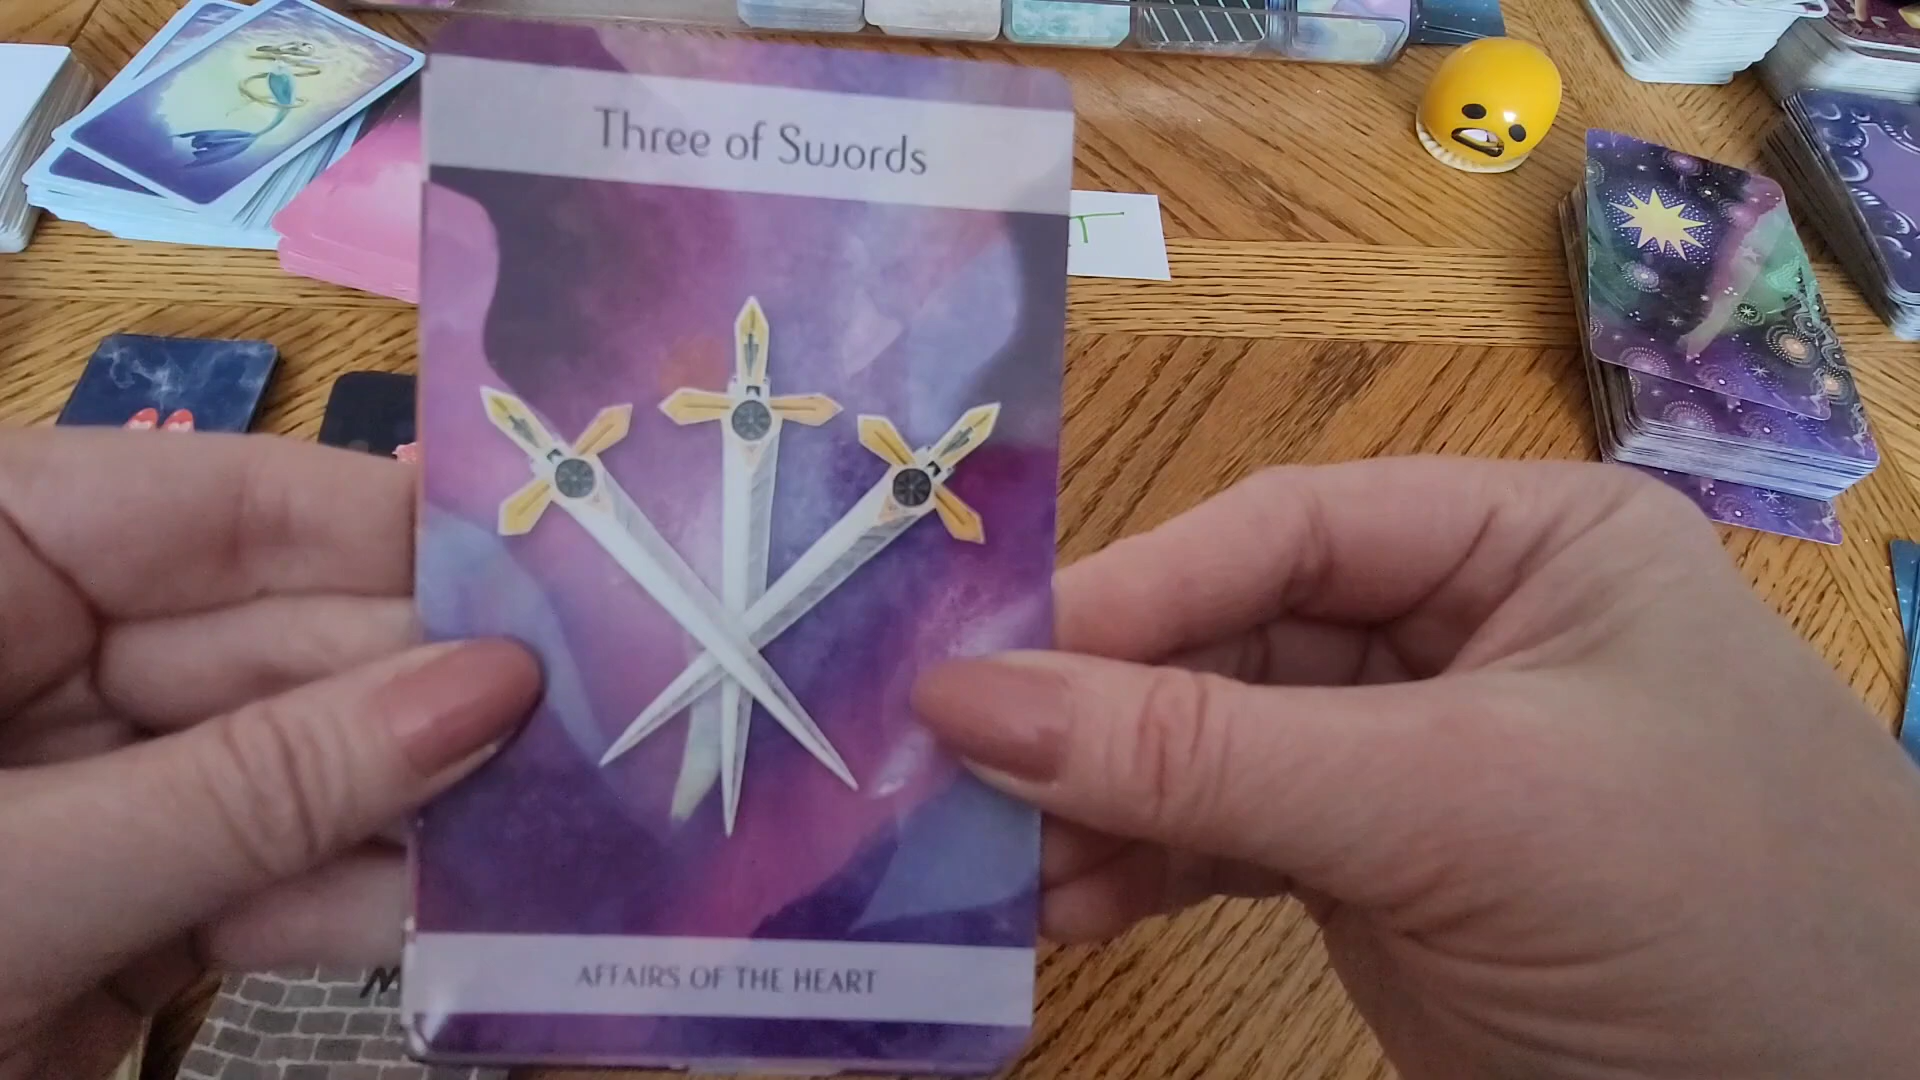 Three of Swords
T
AFFAIRS OF THE HEART
N